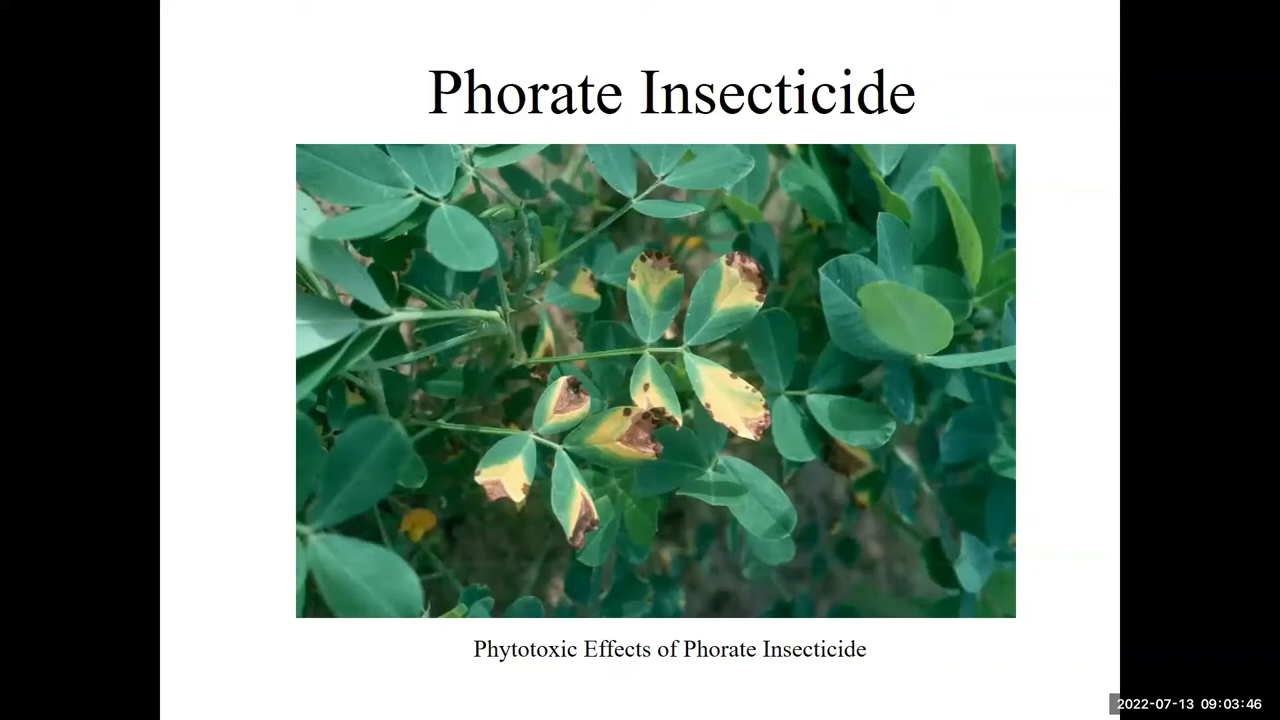 Phorate Insecticide
Phytotoxic Effects of Phorate Insecticide
2022-07-13 09:03:46